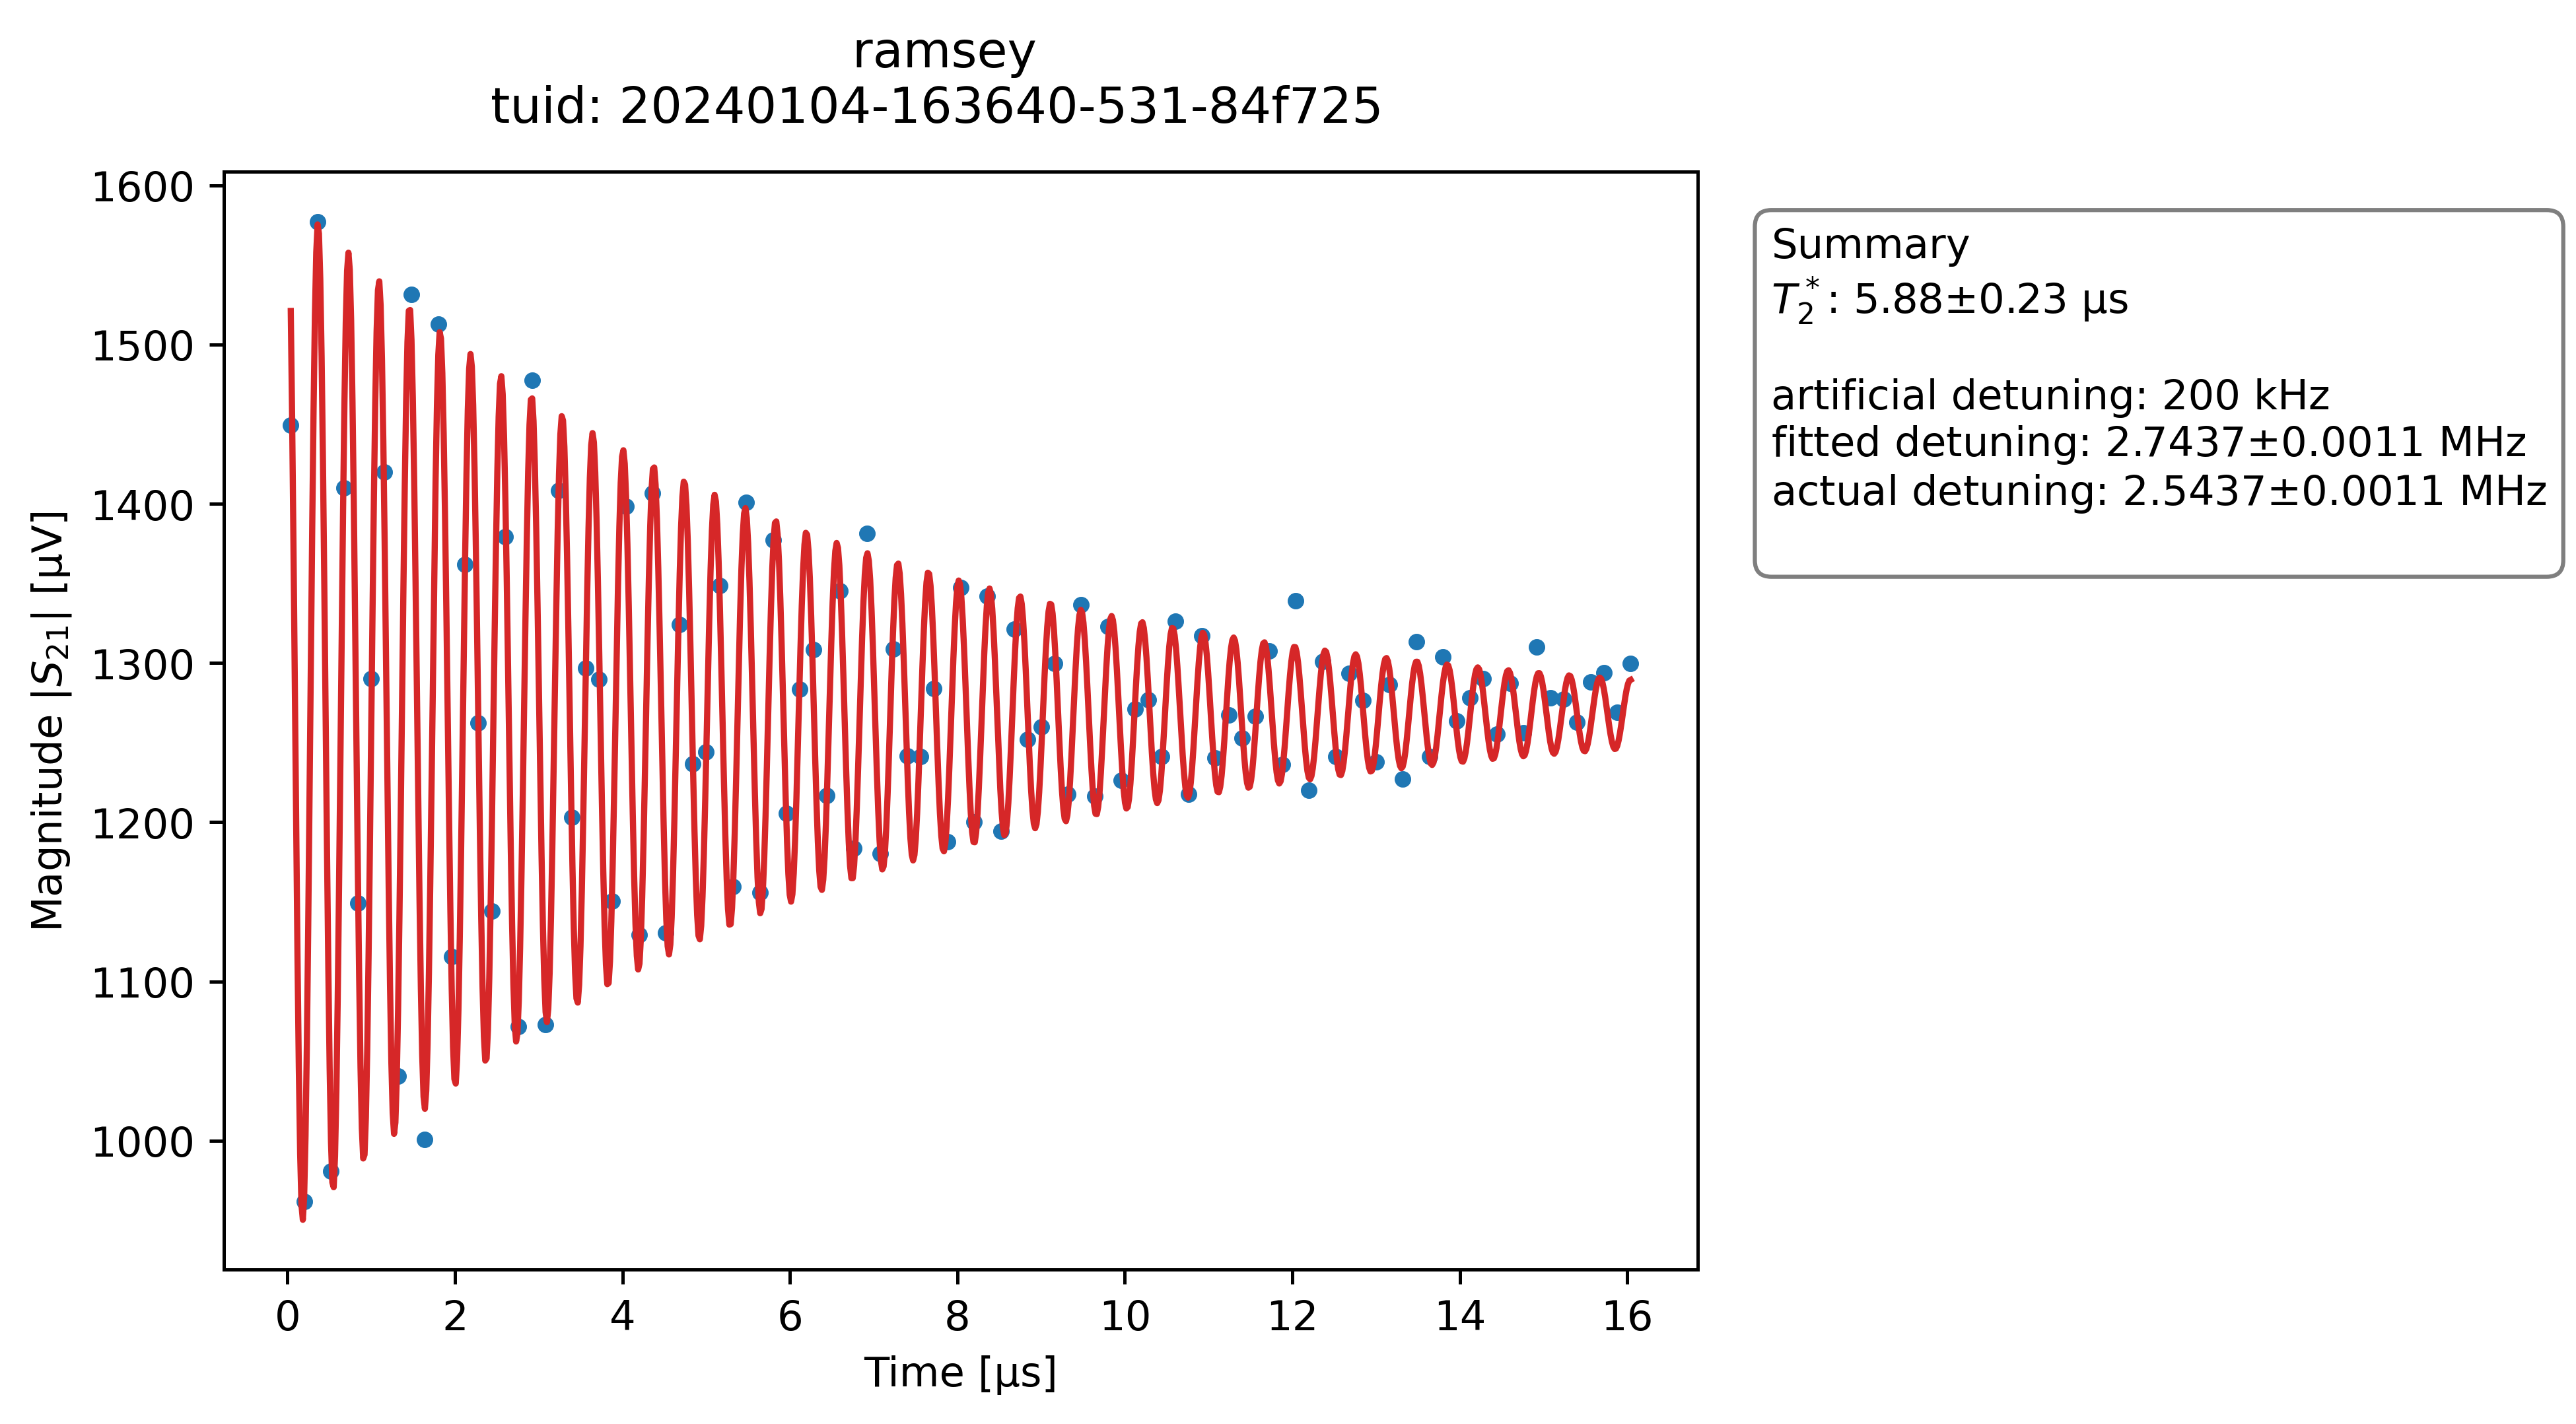 ramsey
tuid: 20240104-163640-531-84f725
1600
1500
1400
1300
1200
1100
1000
Magnitude |S₂₁| [µV]
0 2 4 6 8 10 12 14 16
Time [µs]
Summary
T₂*: 5.88±0.23 µs
artificial detuning: 200 kHz
fitted detuning: 2.7437±0.0011 MHz
actual detuning: 2.5437±0.0011 MHz